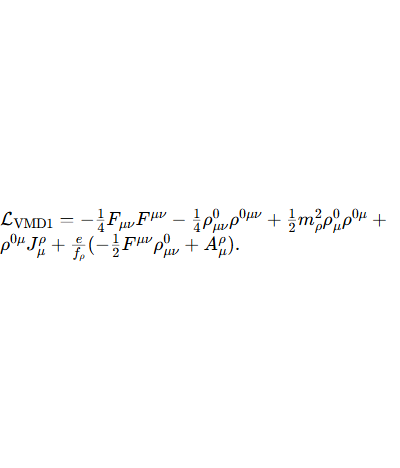 $\mathcal{L}_{\text{VMD1}} = -\frac{1}{4}F_{\mu\nu}F^{\mu\nu} - \frac{1}{4}\rho^0_{\mu\nu}\rho^{0\mu\nu} + \frac{1}{2}m^2_\rho\rho^0_\mu\rho^{0\mu} +$
$\rho^{0\mu}J^\rho_\mu + \frac{e}{f_\rho}(-\frac{1}{2}F^{\mu\nu}\rho^0_{\mu\nu} + A^\rho_\mu).$